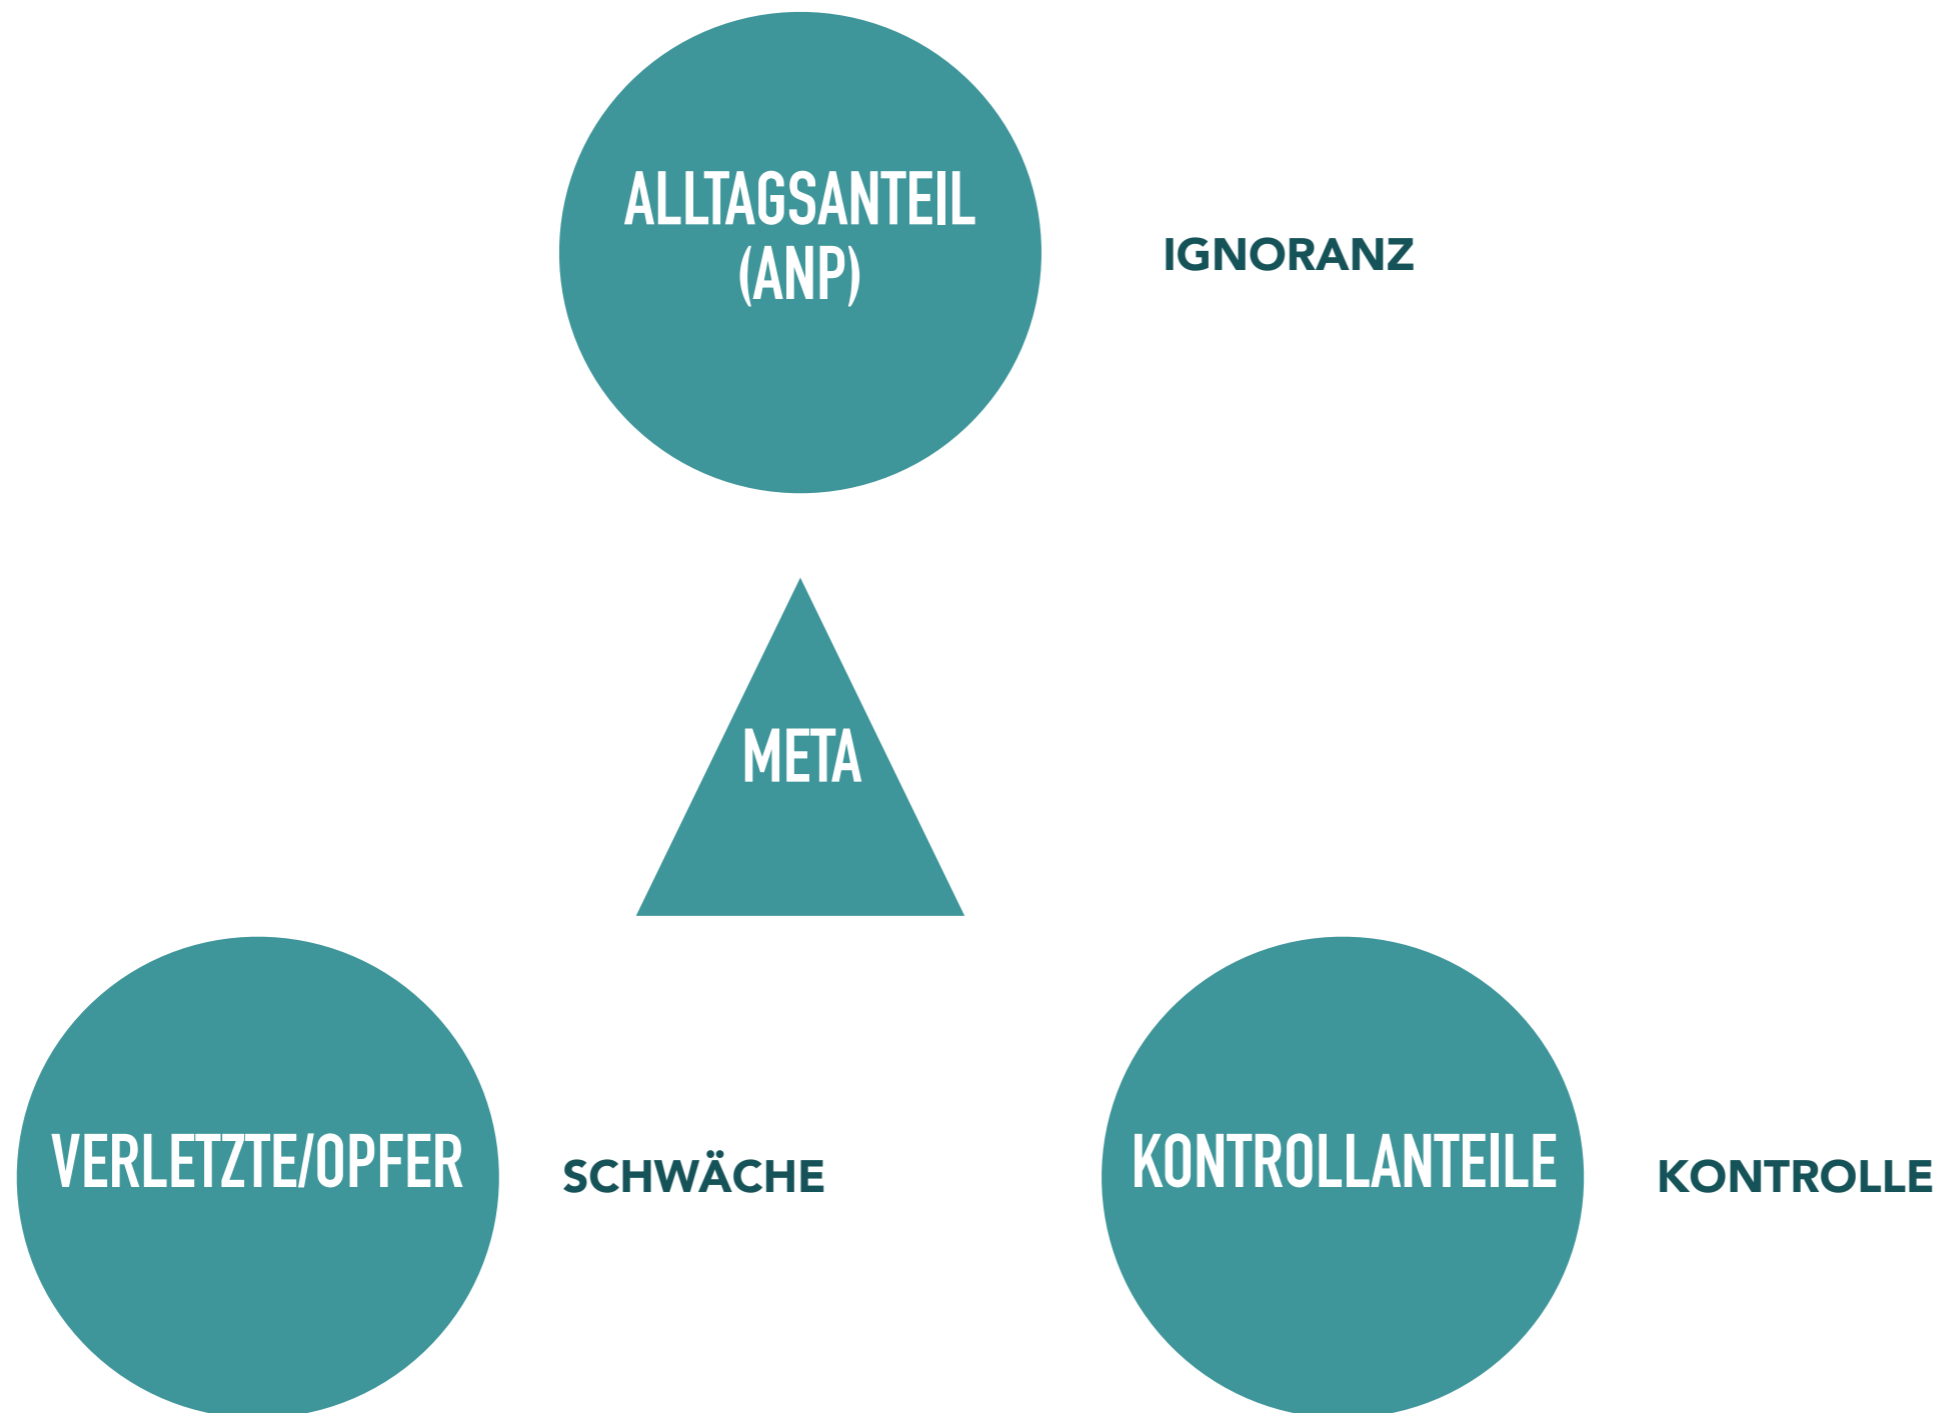 ALLTAGSANTEIL
(ANP)
IGNORANZ
META
VERLETZTE/OPFER
SCHWÄCHE
KONTROLLANTEILE
KONTROLLE